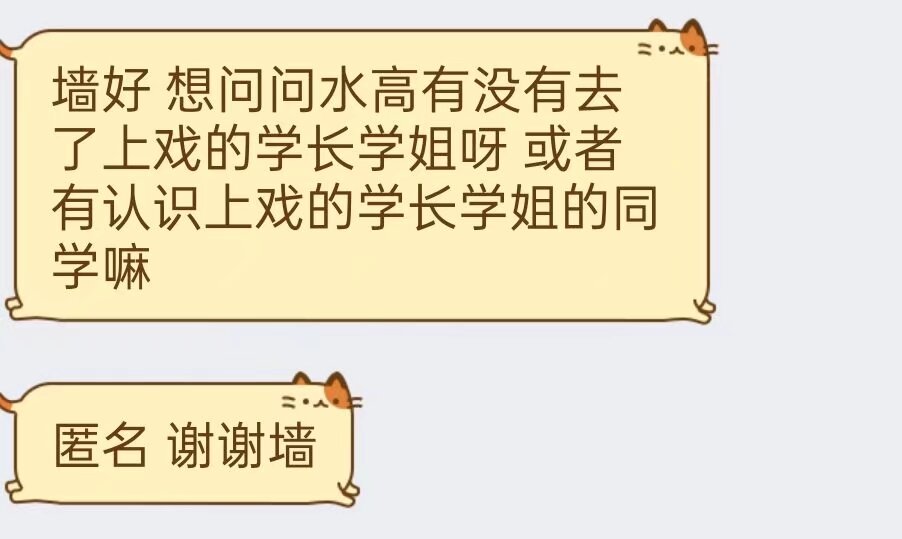 墙好 想问问水高有没有去
了上戏的学长学姐呀 或者
有认识上戏的学长学姐的同
学嘛
匿名 谢谢墙